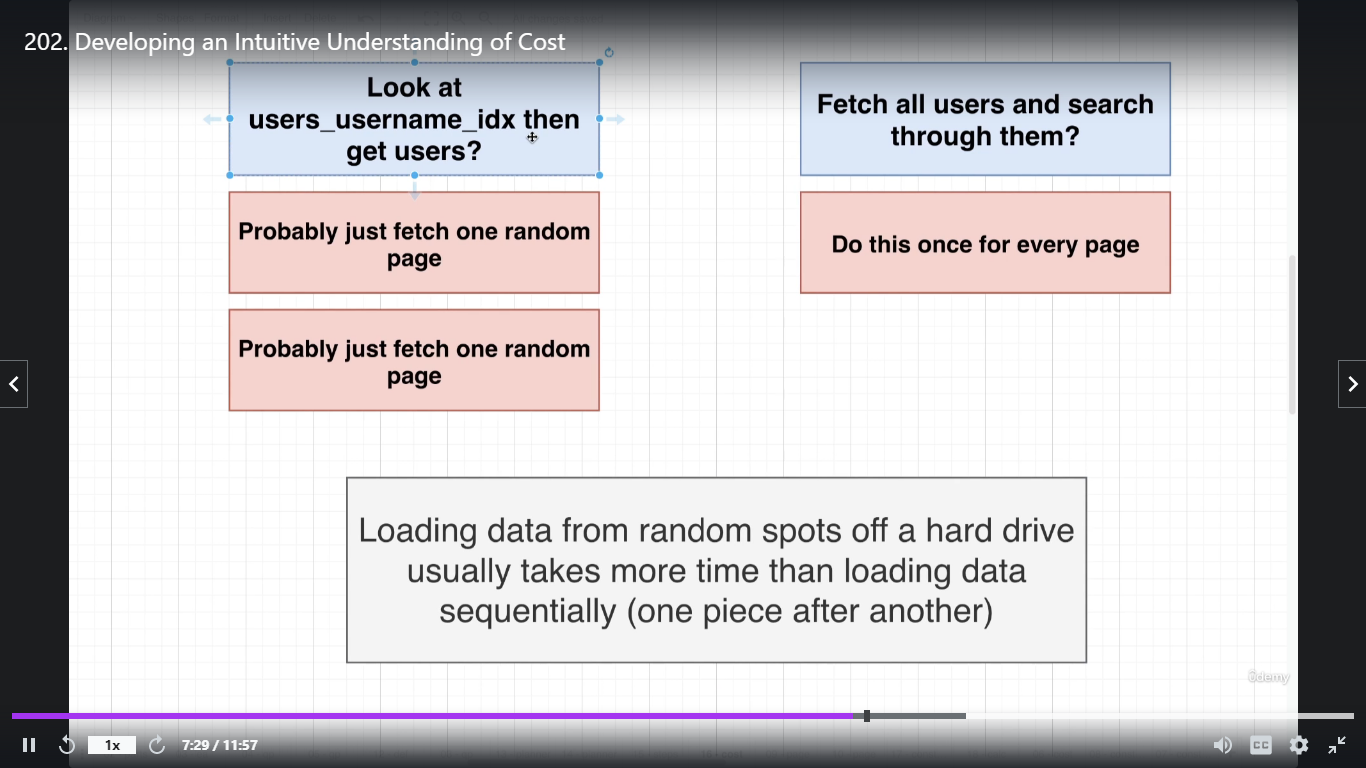 202. Developing an Intuitive Understanding of Cost
Look at
users_username_idx then
get users?
Fetch all users and search
through them?
Probably just fetch one random
page
Do this once for every page
Probably just fetch one random
page
Loading data from random spots off a hard drive
usually takes more time than loading data
sequentially (one piece after another)
ûdemy
1x
7:29 / 11:57
CC